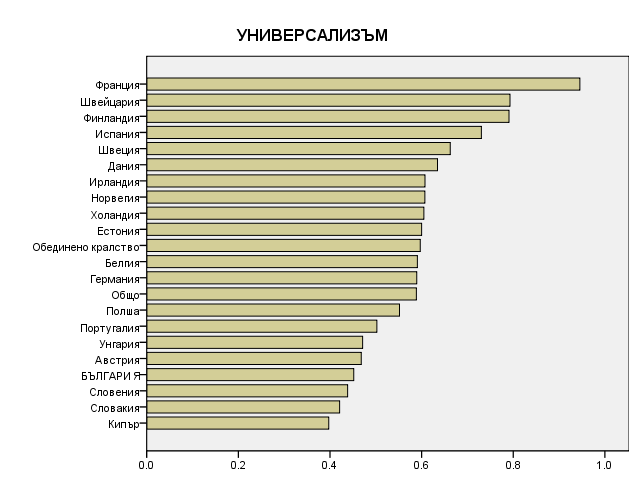 УНИВЕРСАЛИЗЪМ
Франция
Швейцария
Финландия
Испания
Швеция
Дания
Ирландия
Норвегия
Холандия
Естония
Обединено кралство
Белгия
Германия
Общо
Полша
Португалия
Унгария
Австрия
БЪЛГАРИ Я
Словения
Словакия
Кипър
0.0 0.2 0.4 0.6 0.8 1.0